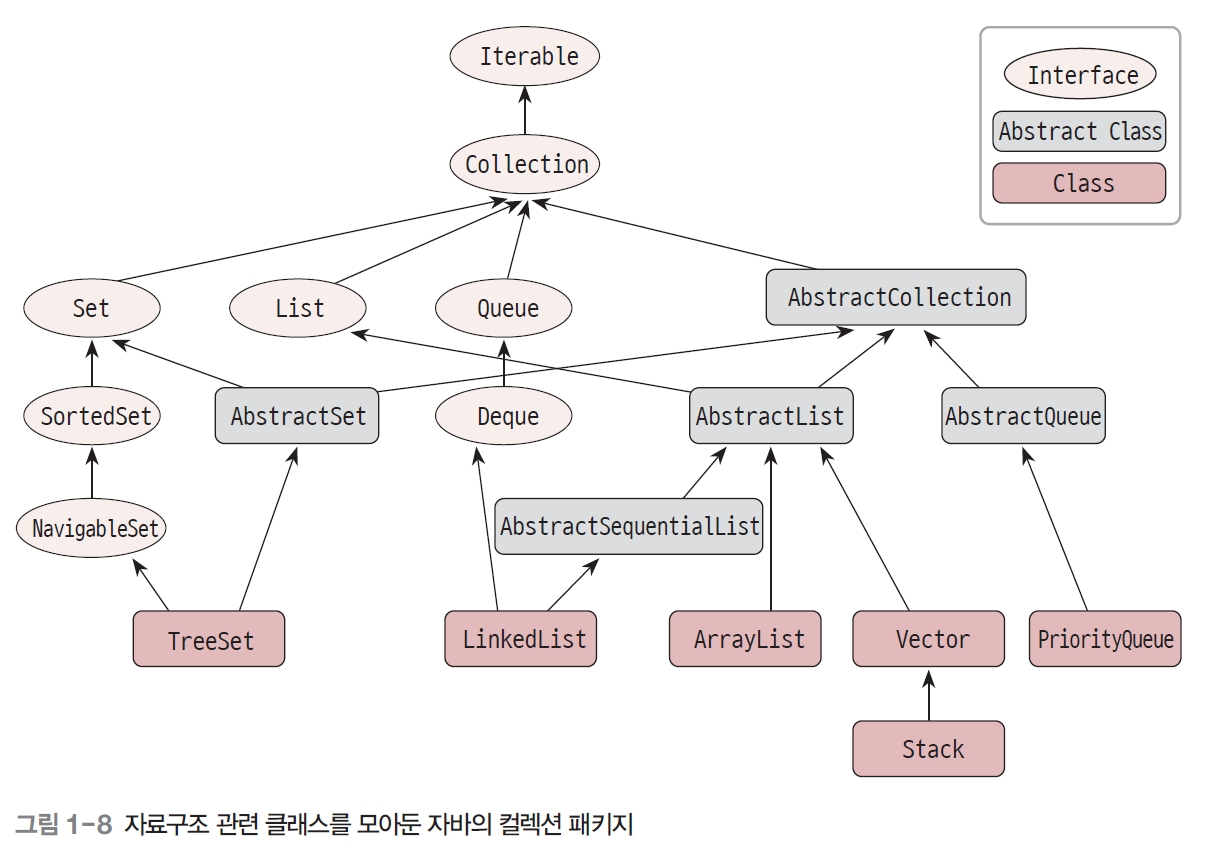 Iterable
Interface
Abstract Class
Class
Collection
Set
List
Queue
AbstractCollection
SortedSet
AbstractSet
Deque
AbstractList
AbstractQueue
NavigableSet
AbstractSequentialList
TreeSet
LinkedList
ArrayList
Vector
PriorityQueue
Stack
그림 1-8 자료구조 관련 클래스를 모아둔 자바의 컬렉션 패키지